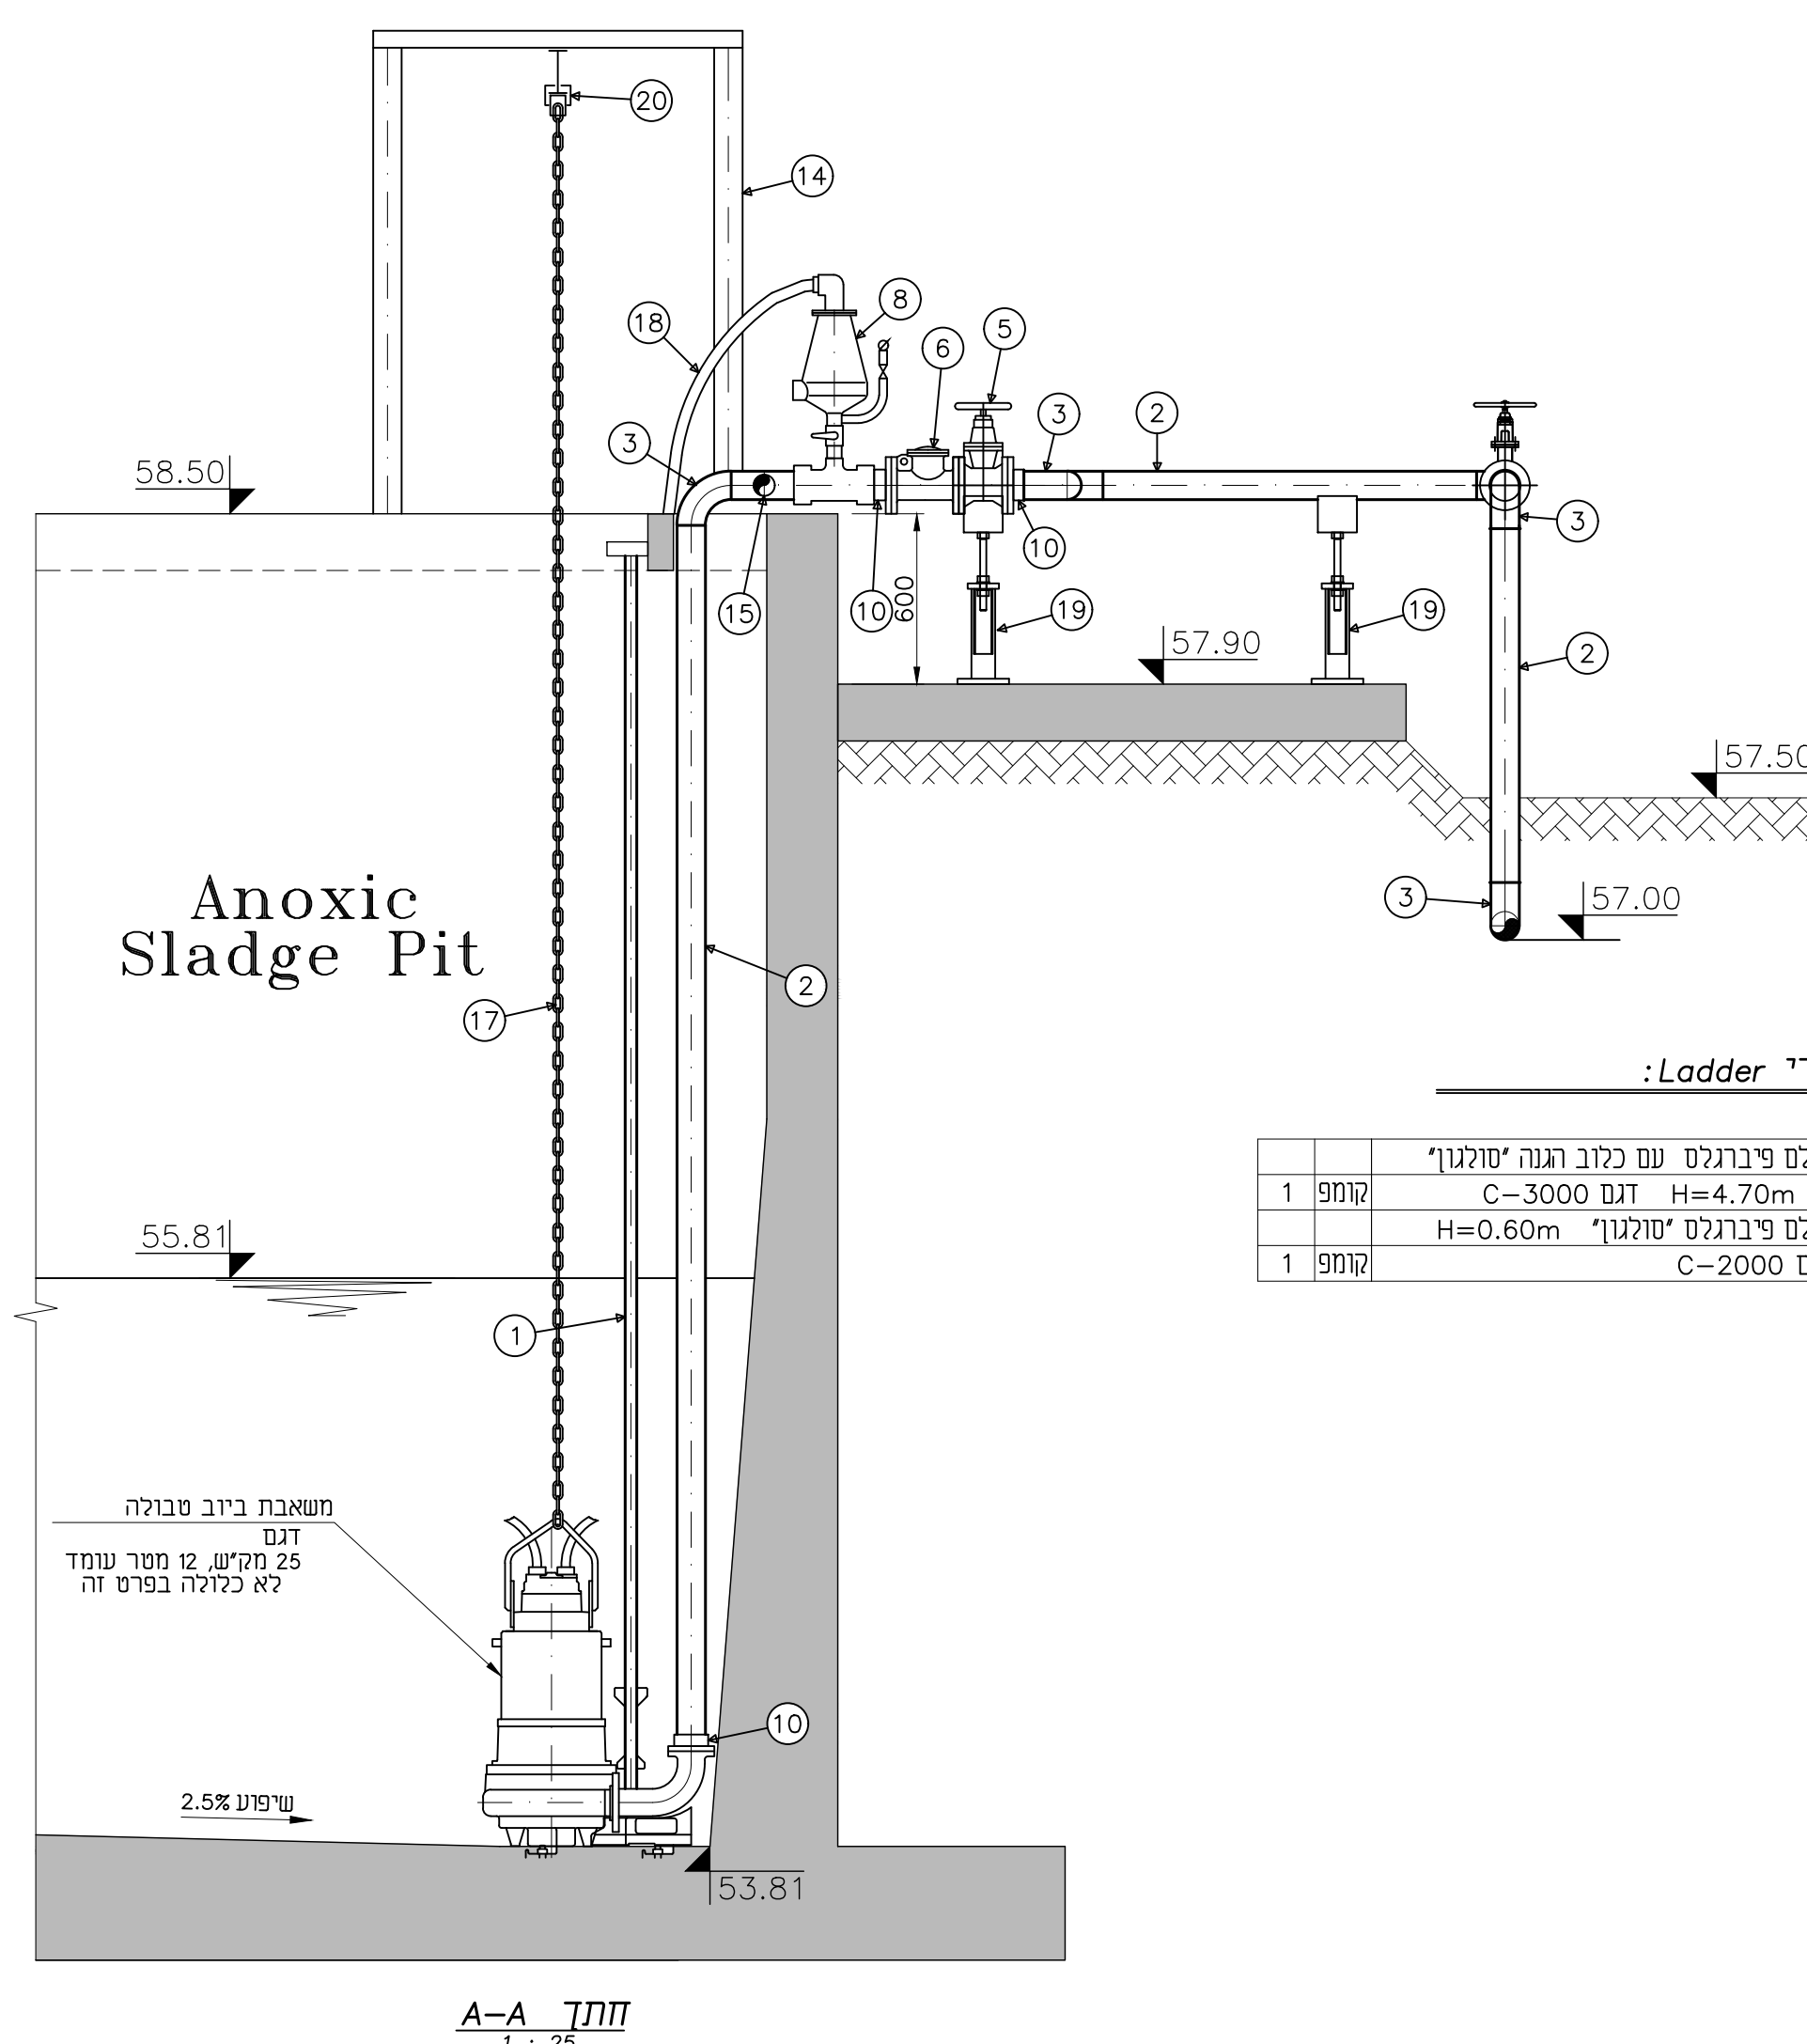 20
14
8
18
5
6
3
3
2
58.50
3
10
15
10
600
19
19
57.90
2
57.50
Anoxic
Sladge Pit
3
57.00
2
17
:Ladder
פיברגלס עם כלוב הגנה "סולגון"
H=4.70m דגם C-3000 קומפ 1
פיברגלס "סולגון" H=0.60m
C-2000 קומפ 1
55.81
1
משאבת ביוב טבולה
דגם
25 מק"ש, 12 מטר עומד
לא כלולה בפרט זה
10
שיפוע 2.5%
53.81
חתך A-A
1 : 25